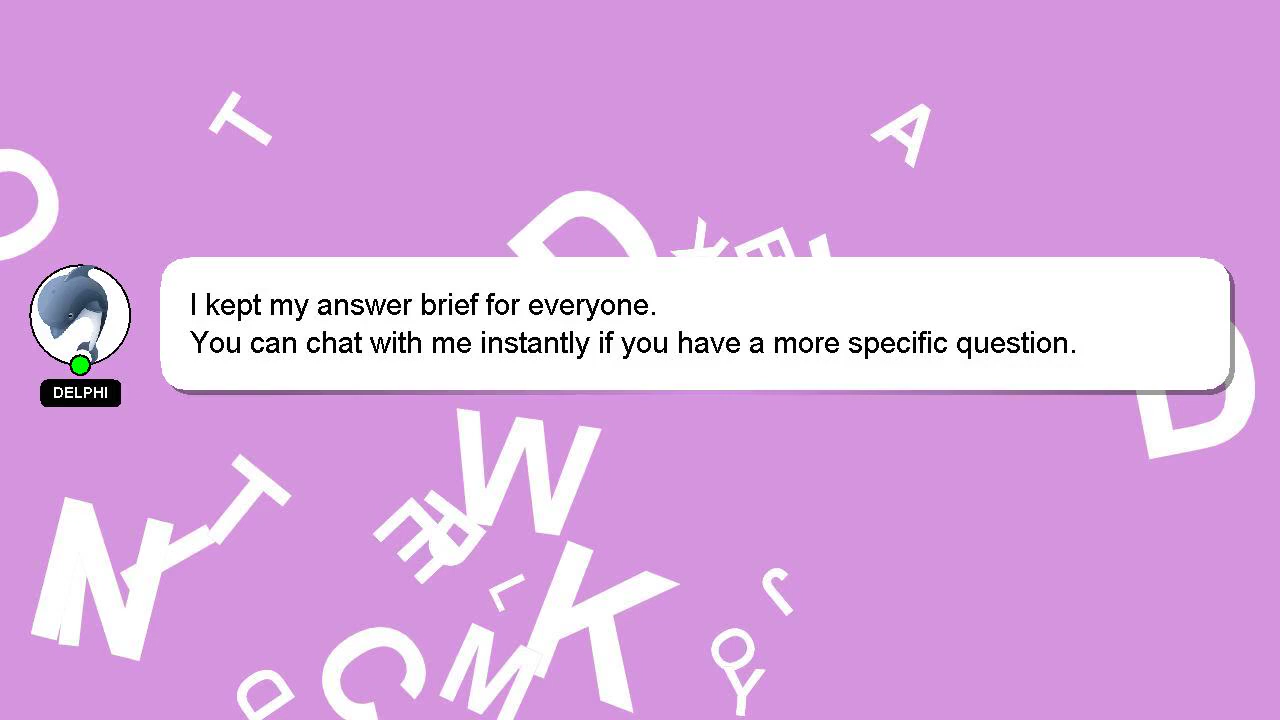 T
A
O
D
K
E
I kept my answer brief for everyone.
You can chat with me instantly if you have a more specific question.
DELPHI
D
W
T
N
Y
E
R
L
K
J
C
M
O
Y
D